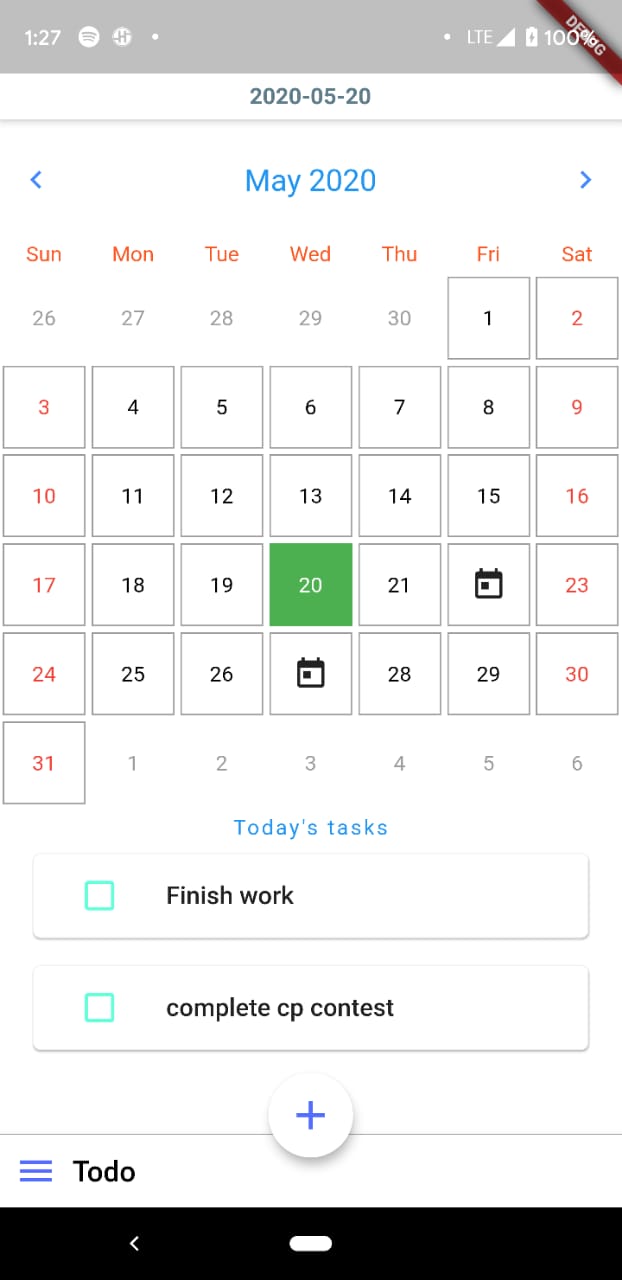 1:27 LTE 100%
DEBUG
2020-05-20
May 2020
Sun Mon Tue Wed Thu Fri Sat
26 27 28 29 30 1 2
3 4 5 6 7 8 9
10 11 12 13 14 15 16
17 18 19 20 21 23
24 25 26 28 29 30
31 1 2 3 4 5 6
Today's tasks
Finish work
complete cp contest
Todo